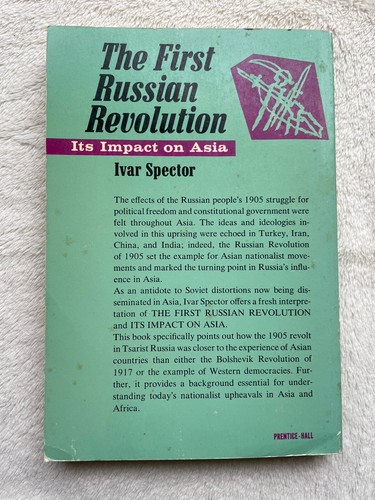 The First
Russian
Revolution
Its Impact on Asia
Ivar Spector
The effects of the Russian people's 1905 struggle for
political freedom and constitutional government were
felt throughout Asia. The ideas and ideologies in-
volved in this uprising were echoed in Turkey, Iran,
China, and India; indeed, the Russian Revolution
of 1905 set the example for Asian nationalist move-
ments and marked the turning point in Russia's influ-
ence in Asia.
As an antidote to Soviet distortions now being dis-
seminated in Asia, Ivar Spector offers a fresh interpre-
tation of THE FIRST RUSSIAN REVOLUTION
and ITS IMPACT ON ASIA.
This book specifically points out how the 1905 revolt
in Tsarist Russia was closer to the experience of Asian
countries than either the Bolshevik Revolution of
1917 or the example of Western democracies. Fur-
ther, it provides a background essential for under-
standing today's nationalist upheavals in Asia and
Africa.
PRENTICE-HALL